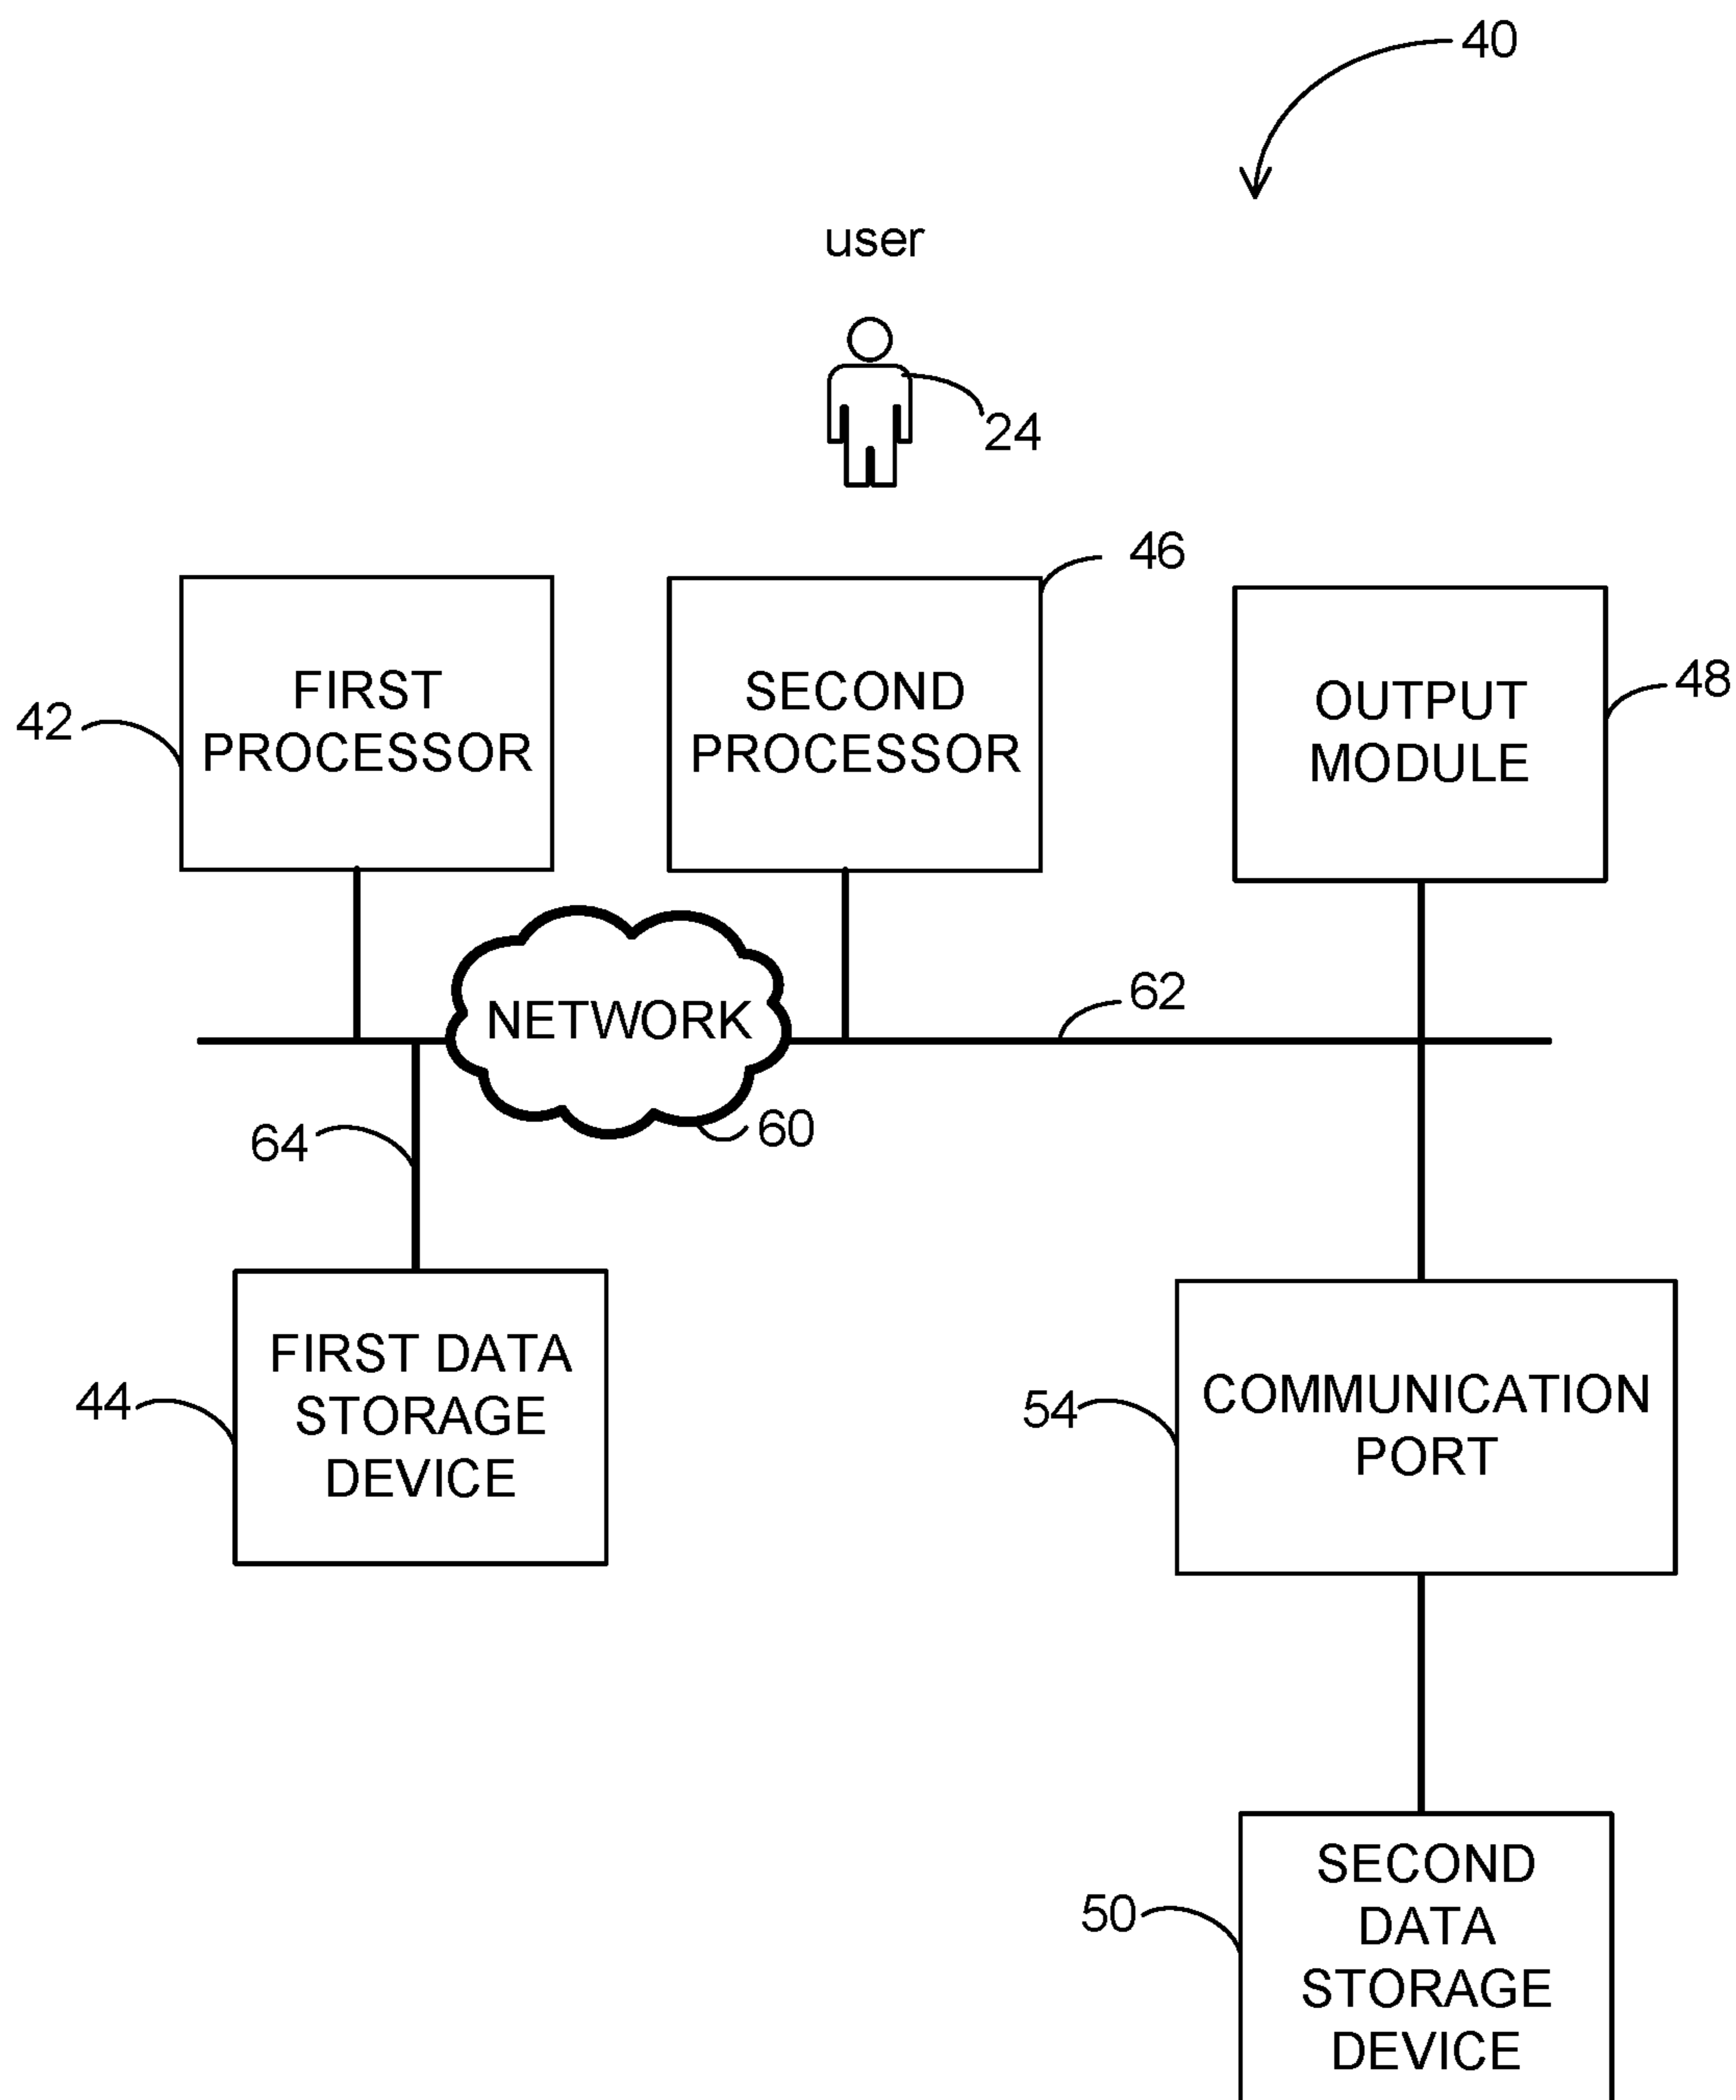 40
user
24
46
FIRST
PROCESSOR
SECOND
PROCESSOR
OUTPUT
MODULE
48
42
NETWORK
62
64
60
FIRST DATA
STORAGE
DEVICE
44
COMMUNICATION
PORT
54
SECOND
DATA
STORAGE
DEVICE
50